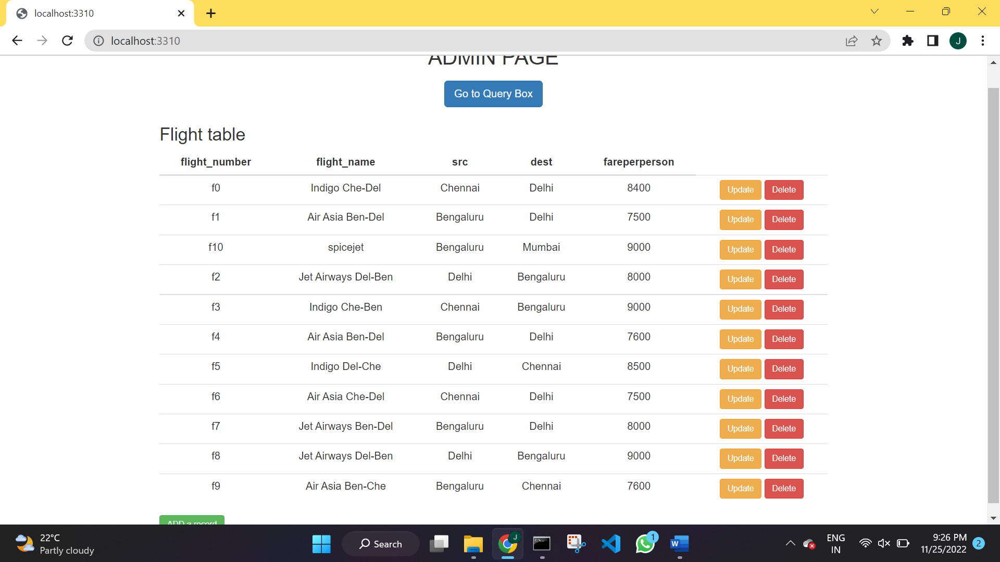 localhost:3310
localhost:3310
J
ADMIN PAGE
Go to Query Box
Flight table
flight_number flight_name src dest fareperperson
f0 Indigo Che-Del Chennai Delhi 8400 Update Delete
f1 Air Asia Ben-Del Bengaluru Delhi 7500 Update Delete
f10 spicejet Bengaluru Mumbai 9000 Update Delete
f2 Jet Airways Del-Ben Delhi Bengaluru 8000 Update Delete
f3 Indigo Che-Ben Chennai Bengaluru 9000 Update Delete
f4 Air Asia Ben-Del Bengaluru Delhi 7600 Update Delete
f5 Indigo Del-Che Delhi Chennai 8500 Update Delete
f6 Air Asia Che-Del Chennai Delhi 7500 Update Delete
f7 Jet Airways Ben-Del Bengaluru Delhi 8000 Update Delete
f8 Jet Airways Del-Ben Delhi Bengaluru 9000 Update Delete
f9 Air Asia Ben-Che Bengaluru Chennai 7600 Update Delete
ADD a record
22°C
Partly cloudy
Search
J
C:\_
1
W
ENG
IN
9:26 PM
11/25/2022
2